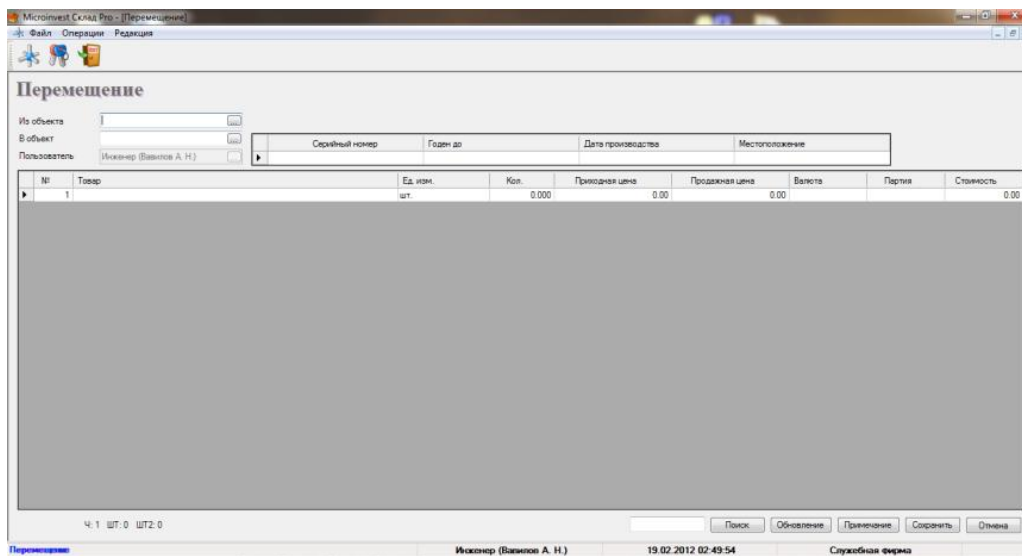 Microinvest Склад Pro - [Перемещение]
Файл Операции Редакция
Перемещение
Из объекта
В объект
Пользователь Инженер (Вавилов А. Н.)
Серийный номер Годен до Дата производства Местоположение
№ Товар Ед. изм. Кол. Приходная цена Продажная цена Валюта Партия Стоимость
1 шт. 0.000 0.00 0.00 0.00
Ч: 1 ШТ: 0 ШТ2: 0 Поиск Обновление Примечание Сохранить Отмена
Перемещение Инженер (Вавилов А. Н.) 19.02.2012 02:49:54 Служебная фирма